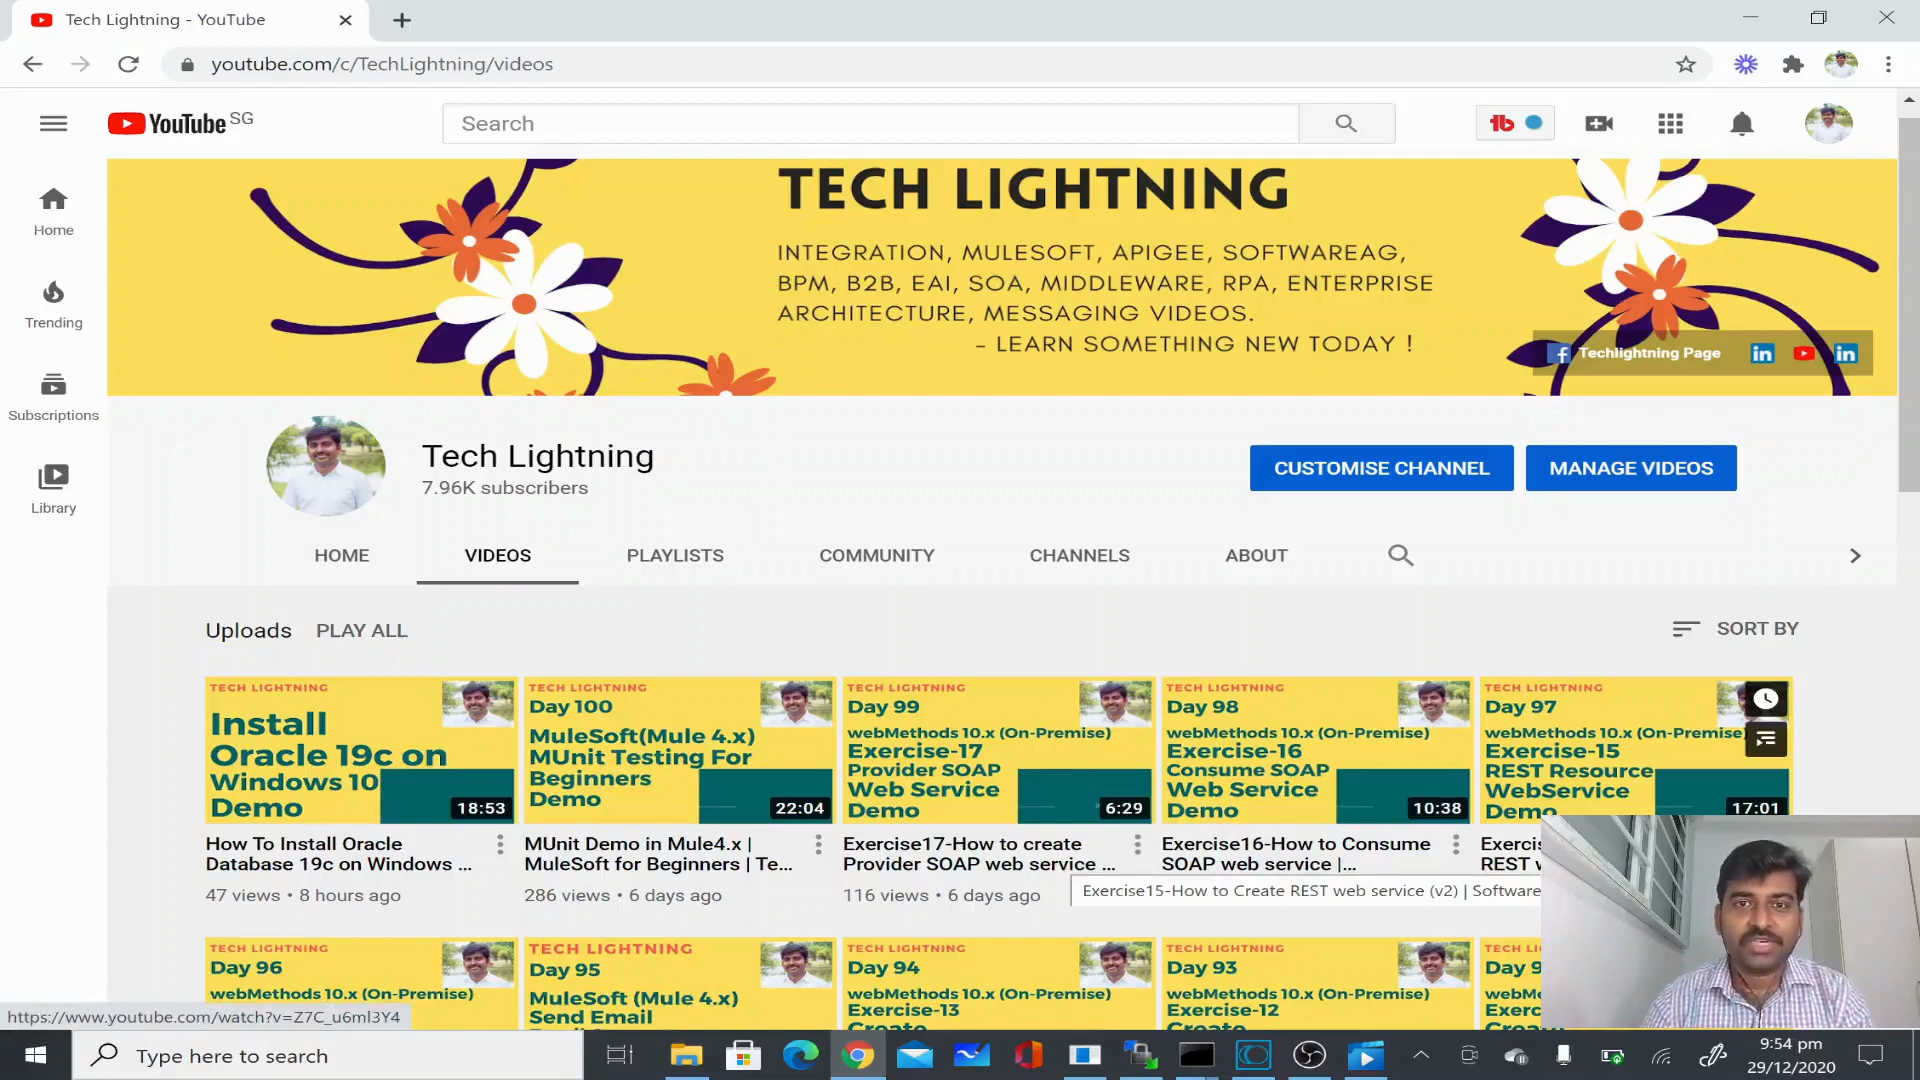 Tech Lightning - YouTube
youtube.com/c/TechLightning/videos
YouTube SG
Search
Home
Trending
Subscriptions
Library
TECH LIGHTNING
INTEGRATION, MULESOFT, APIGEE, SOFTWAREAG,
BPM, B2B, EAI, SOA, MIDDLEWARE, RPA, ENTERPRISE
ARCHITECTURE, MESSAGING VIDEOS.
– LEARN SOMETHING NEW TODAY !
Techlightning Page
Tech Lightning
7.96K subscribers
CUSTOMISE CHANNEL
MANAGE VIDEOS
HOME
VIDEOS
PLAYLISTS
COMMUNITY
CHANNELS
ABOUT
Uploads
PLAY ALL
SORT BY
TECH LIGHTNING
Install
Oracle 19c on
Windows 10
Demo
18:53
How To Install Oracle
Database 19c on Windows ...
47 views • 8 hours ago
TECH LIGHTNING
Day 100
MuleSoft(Mule 4.x)
MUnit Testing For
Beginners
Demo
22:04
MUnit Demo in Mule4.x |
MuleSoft for Beginners | Te...
286 views • 6 days ago
TECH LIGHTNING
Day 99
webMethods 10.x (On-Premise)
Exercise-17
Provider SOAP
Web Service
Demo
6:29
Exercise17-How to create
Provider SOAP web service ...
116 views • 6 days ago
TECH LIGHTNING
Day 98
webMethods 10.x (On-Premise)
Exercise-16
Consume SOAP
Web Service
Demo
10:38
Exercise16-How to Consume
SOAP web service |...
TECH LIGHTNING
Day 97
webMethods 10.x (On-Premise)
Exercise-15
REST Resource
WebService
Demo
17:01
Exercise15-How to Create REST web service (v2) | Software
TECH LIGHTNING
Day 96
webMethods 10.x (On-Premise)
TECH LIGHTNING
Day 95
MuleSoft (Mule 4.x)
Send Email
TECH LIGHTNING
Day 94
webMethods 10.x (On-Premise)
Exercise-13
Create
TECH LIGHTNING
Day 93
webMethods 10.x (On-Premise)
Exercise-12
Create
https://www.youtube.com/watch?v=Z7C_u6ml3Y4
Type here to search
9:54 pm
29/12/2020